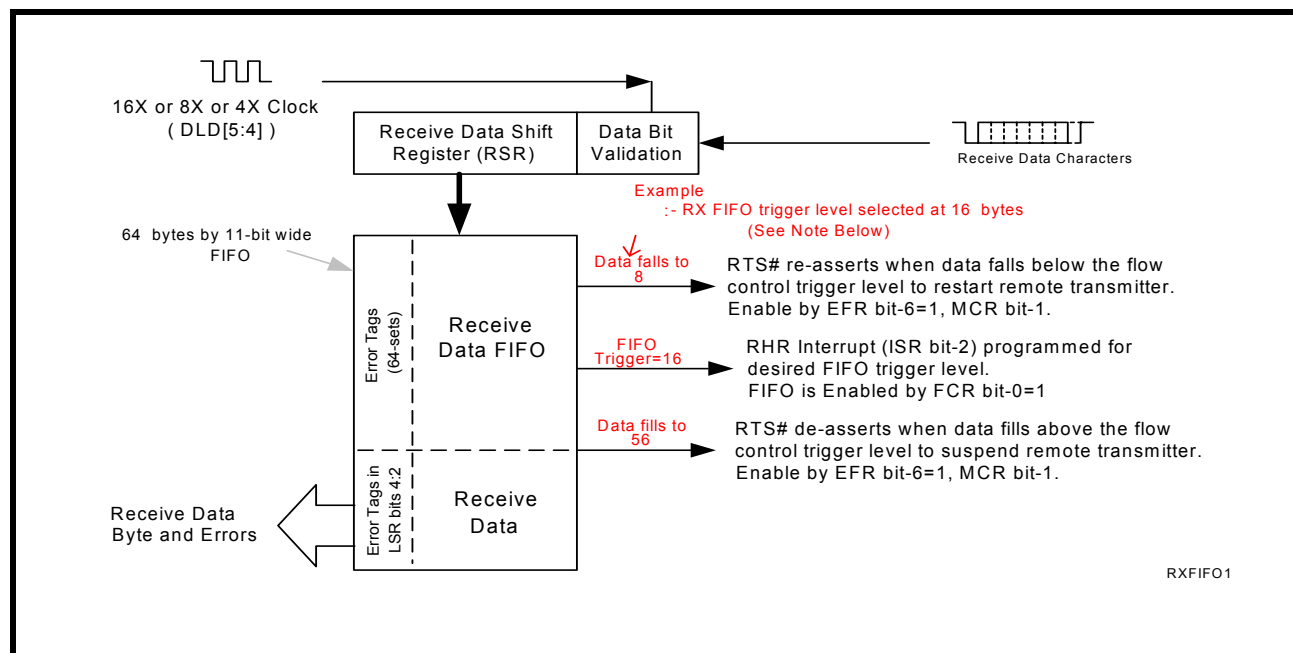 16X or 8X or 4X Clock
( DLD[5:4] )
Receive Data Shift
Register (RSR)
Data Bit
Validation
Receive Data Characters
Example
:- RX FIFO trigger level selected at 16 bytes
(See Note Below)
64 bytes by 11-bit wide
FIFO
Data falls to
8
RTS# re-asserts when data falls below the flow
control trigger level to restart remote transmitter.
Enable by EFR bit-6=1, MCR bit-1.
Error Tags
(64-sets)
Receive
Data FIFO
FIFO
Trigger=16
RHR Interrupt (ISR bit-2) programmed for
desired FIFO trigger level.
FIFO is Enabled by FCR bit-0=1
Data fills to
56
RTS# de-asserts when data fills above the flow
control trigger level to suspend remote transmitter.
Enable by EFR bit-6=1, MCR bit-1.
Error Tags in
LSR bits 4:2
Receive
Data
Receive Data
Byte and Errors
RXFIFO1